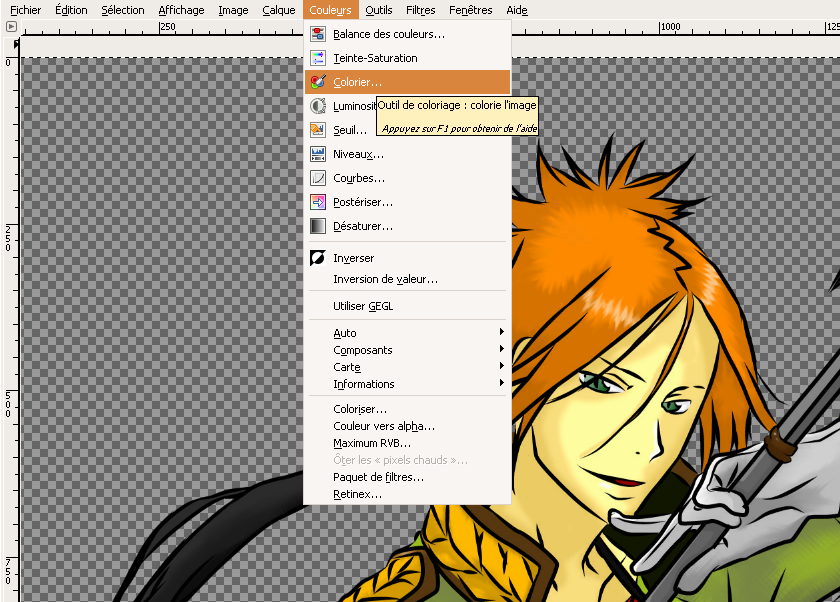 Fichier Édition Sélection Affichage Image Calque Couleurs Outils Filtres Fenêtres Aide
250 1000 125
0
250
500
750
Balance des couleurs...
Teinte-Saturation
Colorier...
Luminosit
Outil de coloriage : colorie l'image
Appuyez sur F1 pour obtenir de l'aide
Seuil...
Niveaux...
Courbes...
Postériser...
Désaturer...
Inverser
Inversion de valeur...
Utiliser GEGL
Auto
Composants
Carte
Informations
Coloriser...
Couleur vers alpha...
Maximum RVB...
Ôter les « pixels chauds »...
Paquet de filtres...
Retinex...